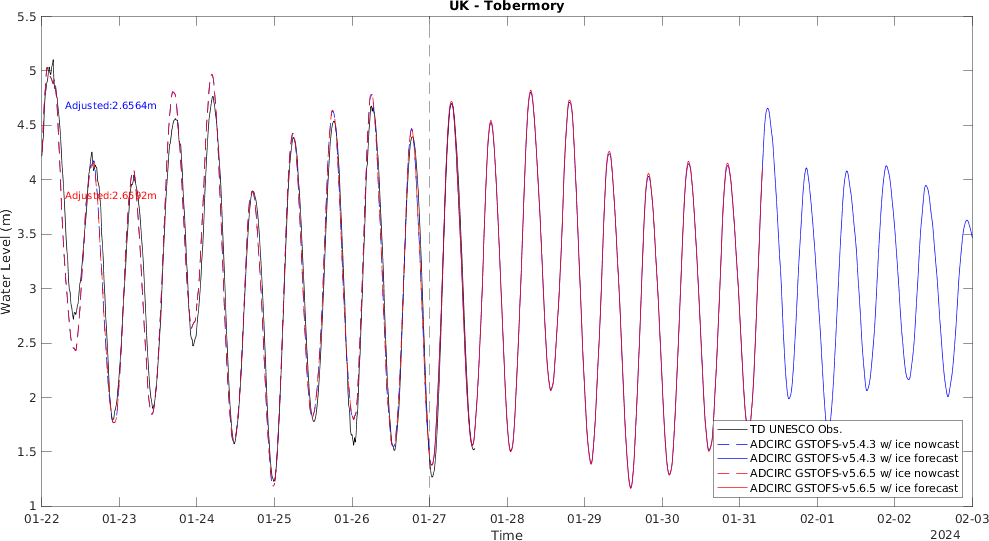 UK - Tobermory
5.5
5
4.5
4
3.5
3
2.5
2
1.5
1
Water Level (m)
Adjusted:2.6564m
Adjusted:2.6592m
TD UNESCO Obs.
ADCIRC GSTOFS-v5.4.3 w/ ice nowcast
ADCIRC GSTOFS-v5.4.3 w/ ice forecast
ADCIRC GSTOFS-v5.6.5 w/ ice nowcast
ADCIRC GSTOFS-v5.6.5 w/ ice forecast
01-22 01-23 01-24 01-25 01-26 01-27 01-28 01-29 01-30 01-31 02-01 02-02 02-03
Time
2024